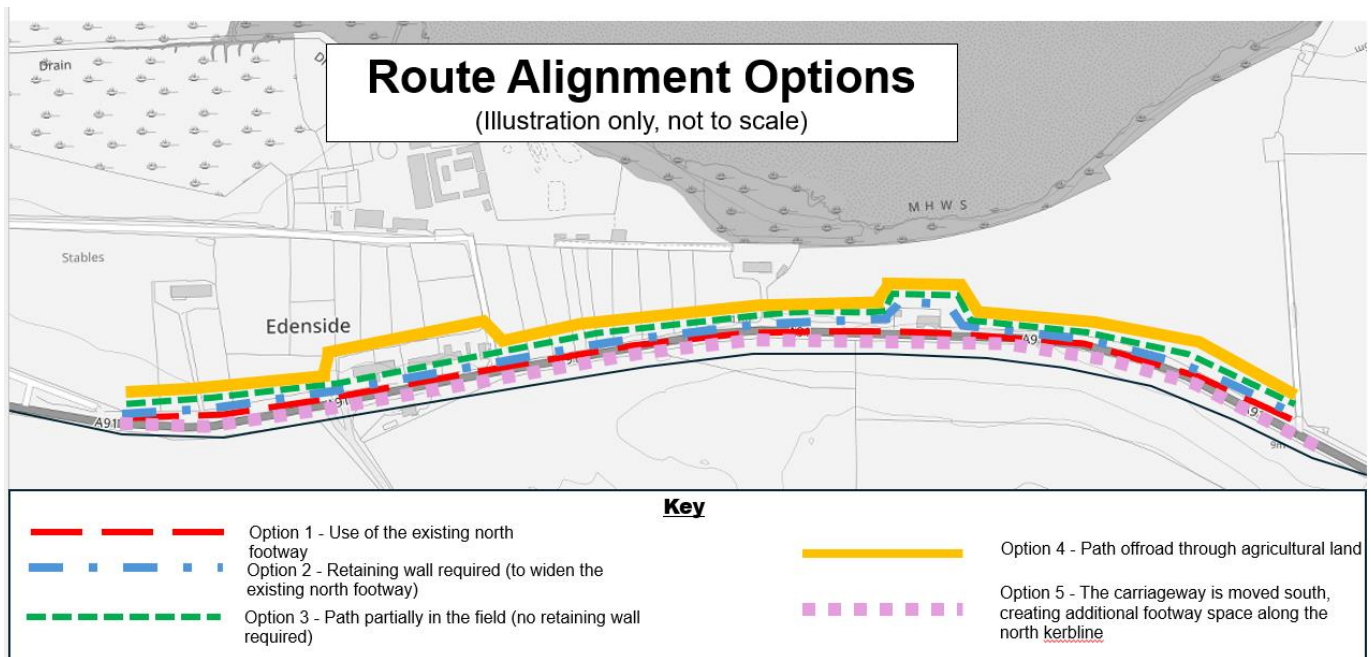 Route Alignment Options
(Illustration only, not to scale)
Drain
MHWS
Stables
Edenside
A91
A91
A91
9m
Key
Option 1 - Use of the existing north
footway
Option 2 - Retaining wall required (to widen the
existing north footway)
Option 3 - Path partially in the field (no retaining wall
required)
Option 4 - Path offroad through agricultural land
Option 5 - The carriageway is moved south,
creating additional footway space along the
north kerbline